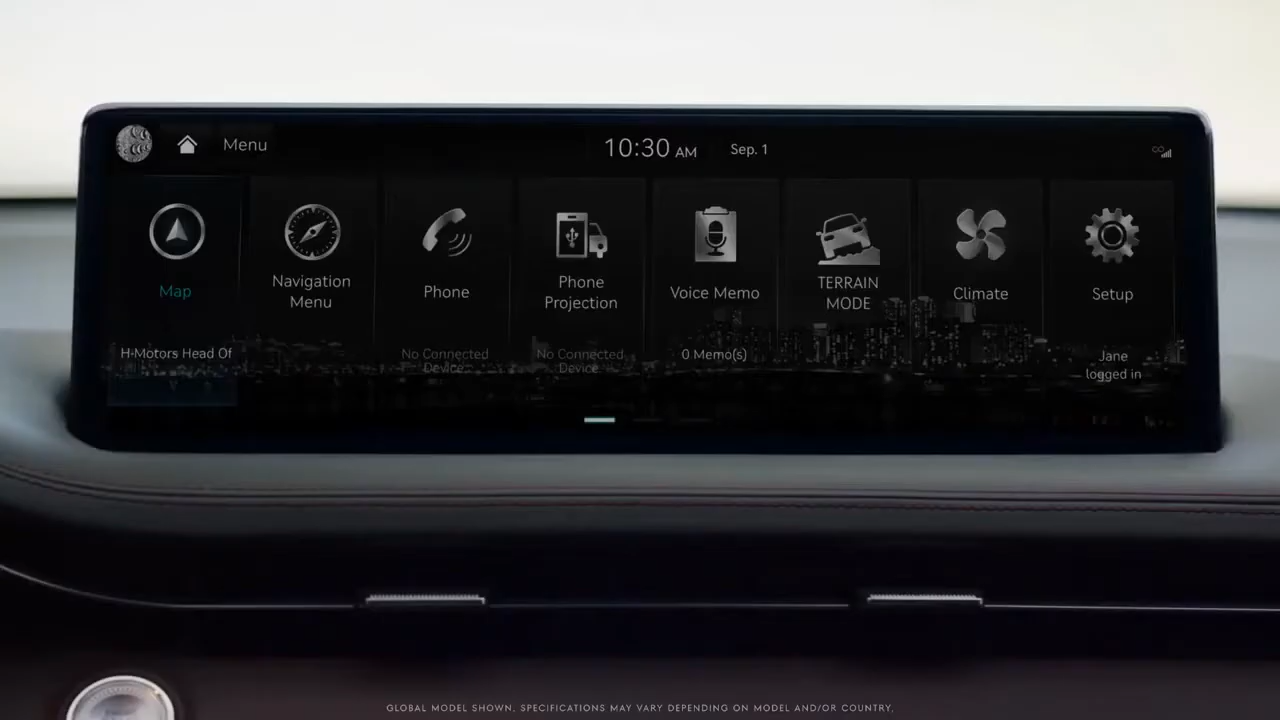 Menu
10:30 AM
Sep. 1
Map
Navigation
Menu
Phone
Phone
Projection
Voice Memo
TERRAIN
MODE
Climate
Setup
H-Motors Head Of
No Connected
Device
No Connected
Device
0 Memo(s)
Jane
logged in
GLOBAL MODEL SHOWN. SPECIFICATIONS MAY VARY DEPENDING ON MODEL AND/OR COUNTRY.